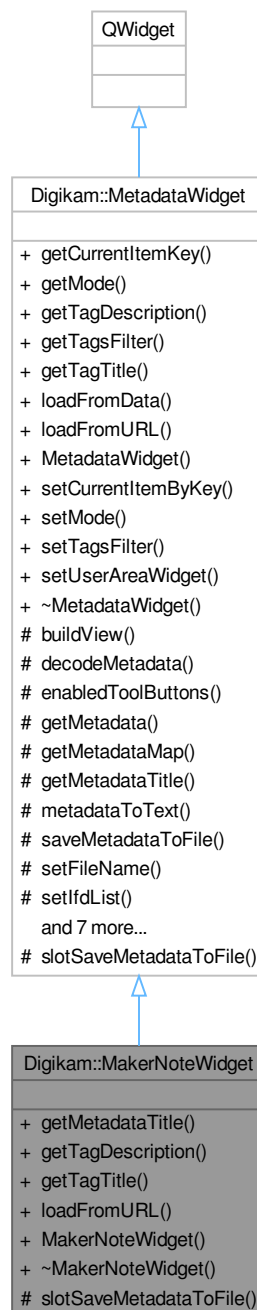 QWidget
Digikam::MetadataWidget
+ getCurrentItemKey()
+ getMode()
+ getTagDescription()
+ getTagsFilter()
+ getTagTitle()
+ loadFromData()
+ loadFromURL()
+ MetadataWidget()
+ setCurrentItemByKey()
+ setMode()
+ setTagsFilter()
+ setUserAreaWidget()
+ ~MetadataWidget()
# buildView()
# decodeMetadata()
# enabledToolButtons()
# getMetadata()
# getMetadataMap()
# getMetadataTitle()
# metadataToText()
# saveMetadataToFile()
# setFileName()
# setIfdList()
and 7 more...
# slotSaveMetadataToFile()
Digikam::MakerNoteWidget
+ getMetadataTitle()
+ getTagDescription()
+ getTagTitle()
+ loadFromURL()
+ MakerNoteWidget()
+ ~MakerNoteWidget()
# slotSaveMetadataToFile()